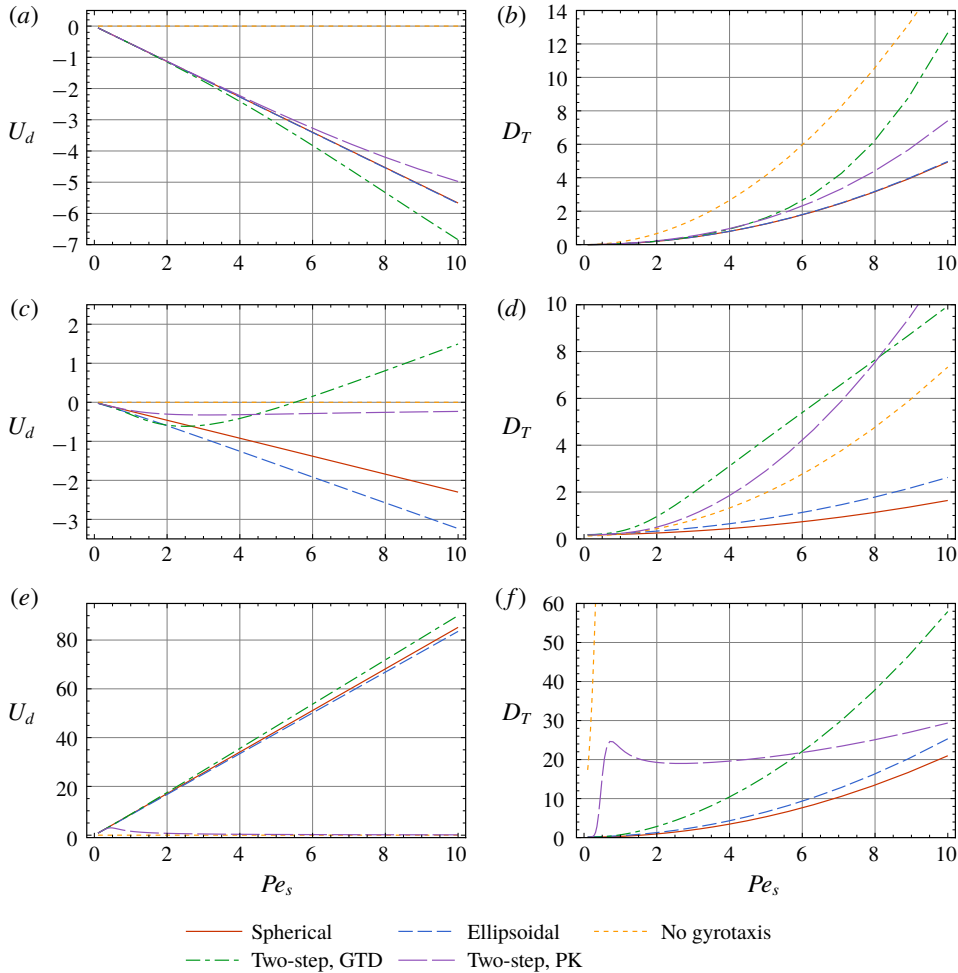 (a)
0
−1
−2
−3
−4
−5
−6
−7
U_d
0 2 4 6 8 10
(b)
14
12
10
8
6
4
2
0
D_T
0 2 4 6 8 10
(c)
2
1
0
−1
−2
−3
U_d
0 2 4 6 8 10
(d)
10
8
6
4
2
0
D_T
0 2 4 6 8 10
(e)
80
60
40
20
0
U_d
0 2 4 6 8 10
Pe_s
(f)
60
50
40
30
20
10
0
D_T
0 2 4 6 8 10
Pe_s
Spherical Ellipsoidal No gyrotaxis
Two-step, GTD Two-step, PK